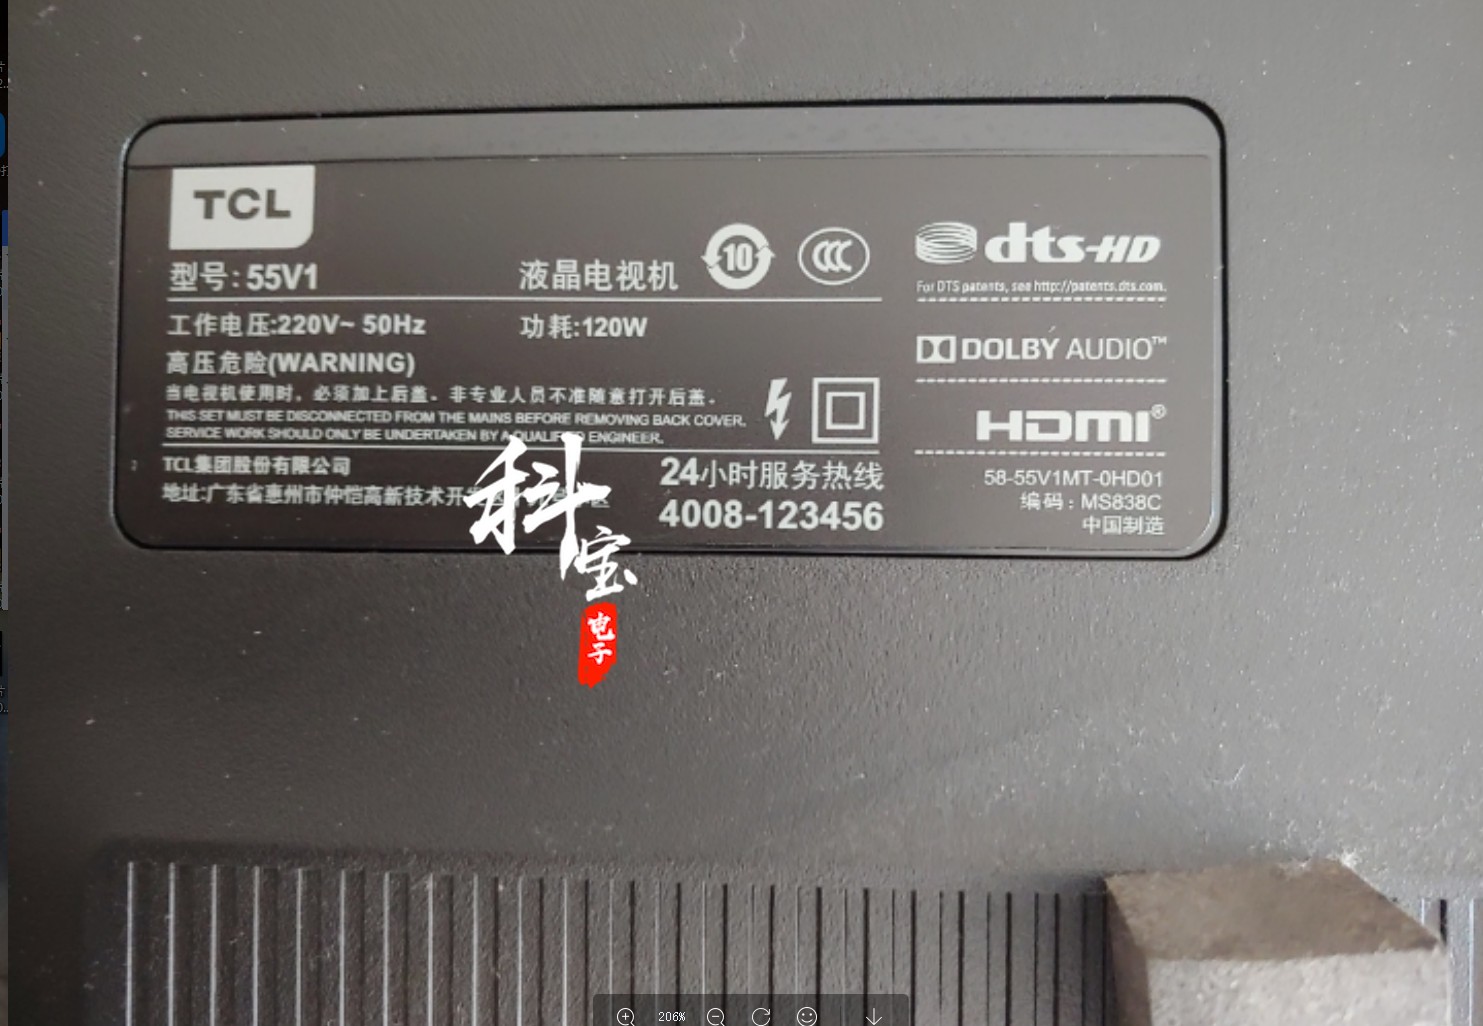 TCL
型号:55V1
液晶电视机
10
CCC
dts-HD
For DTS patents, see http://patents.dts.com.
工作电压:220V~ 50Hz
功耗:120W
DOLBY AUDIO™
高压危险(WARNING)
当电视机使用时，必须加上后盖。非专业人员不准随意打开后盖。
THIS SET MUST BE DISCONNECTED FROM THE MAINS BEFORE REMOVING BACK COVER.
SERVICE WORK SHOULD ONLY BE UNDERTAKEN BY A QUALIFIED ENGINEER.
HDMI®
TCL集团股份有限公司
地址:广东省惠州市仲恺高新技术开
24小时服务热线
4008-123456
58-55V1MT-0HD01
编码：MS838C
中国制造
科宝
电子
206%